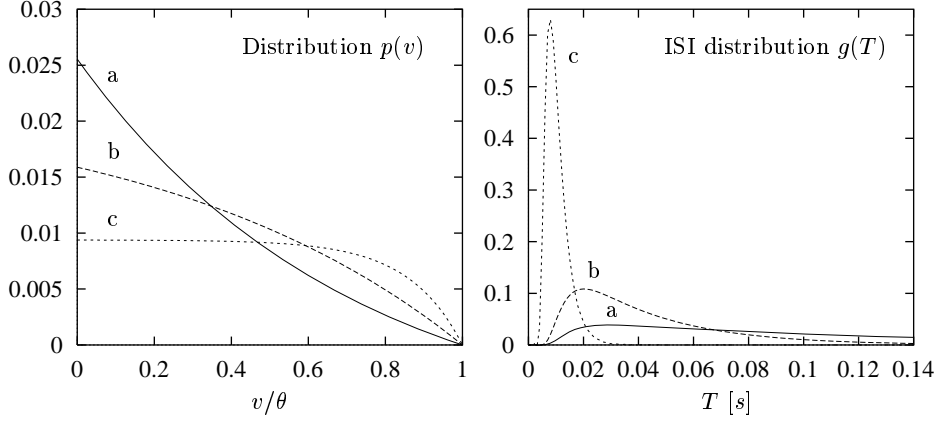 Distribution p(v)
0.025
0.02
0.015
0.01
0.005
0
a
b
c
0 0.2 0.4 0.6 0.8 1
v/θ
ISI distribution g(T)
0.6
0.5
0.4
0.3
0.2
0.1
0
c
b
a
0 0.02 0.04 0.06 0.08 0.1 0.12 0.14
T [s]